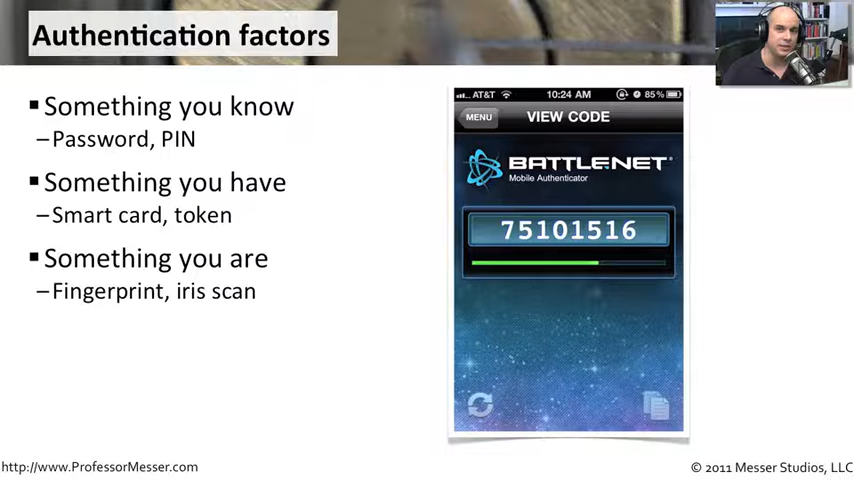 Authentication factors
▪Something you know
–Password, PIN
▪Something you have
–Smart card, token
▪Something you are
–Fingerprint, iris scan
AT&T 10:24 AM 85%
MENU VIEW CODE
BATTLE.NET®
Mobile Authenticator
75101516
http://www.ProfessorMesser.com © 2011 Messer Studios, LLC